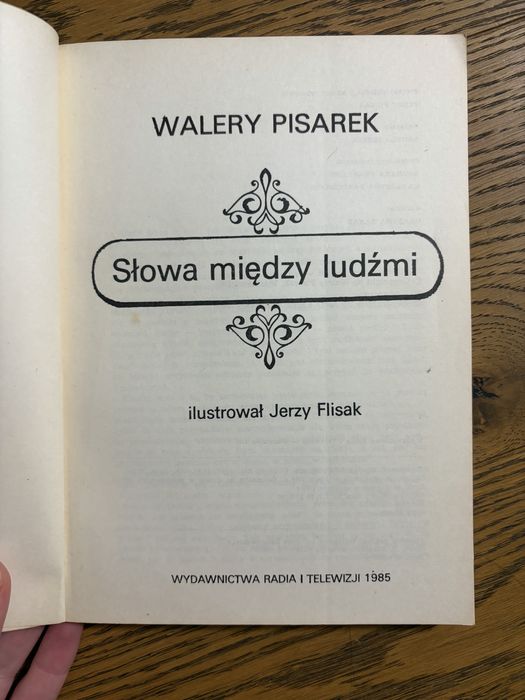 WALERY PISAREK
Słowa między ludźmi
ilustrował Jerzy Flisak
WYDAWNICTWA RADIA I TELEWIZJI 1985